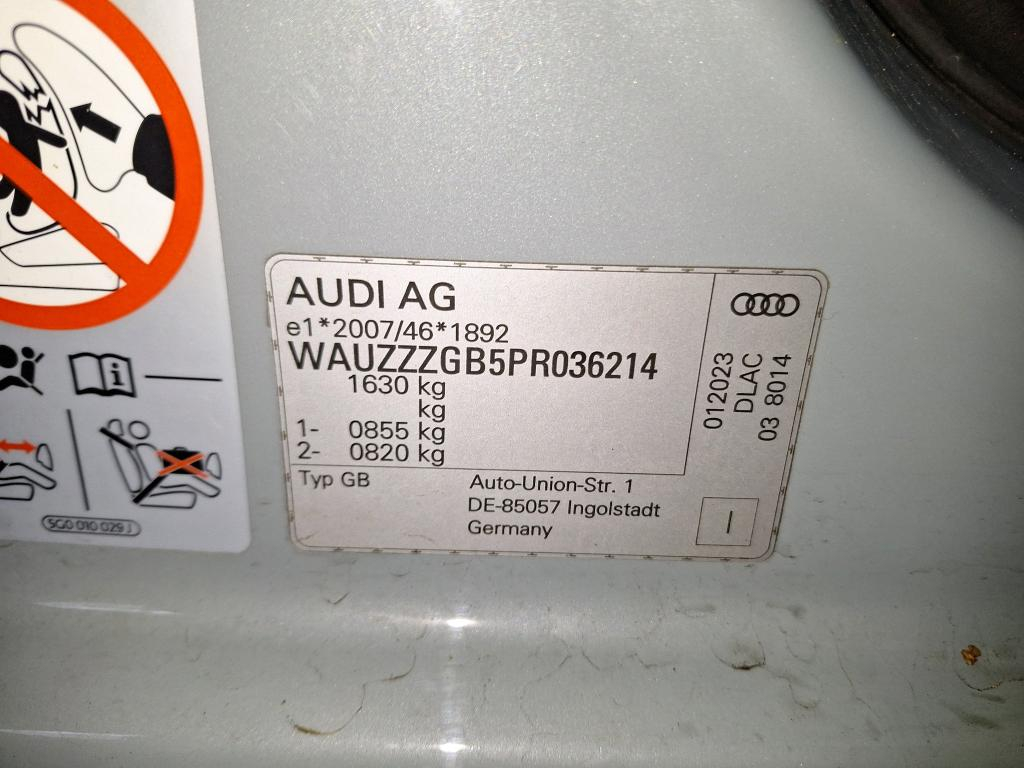 AUDI AG
e1*2007/46*1892
WAUZZZGB5PR036214
1630 kg
kg
1- 0855 kg
2- 0820 kg
Typ GB
Auto-Union-Str. 1
DE-85057 Ingolstadt
Germany
012023
DLAC
03 8014
I
5G0 010 029 J